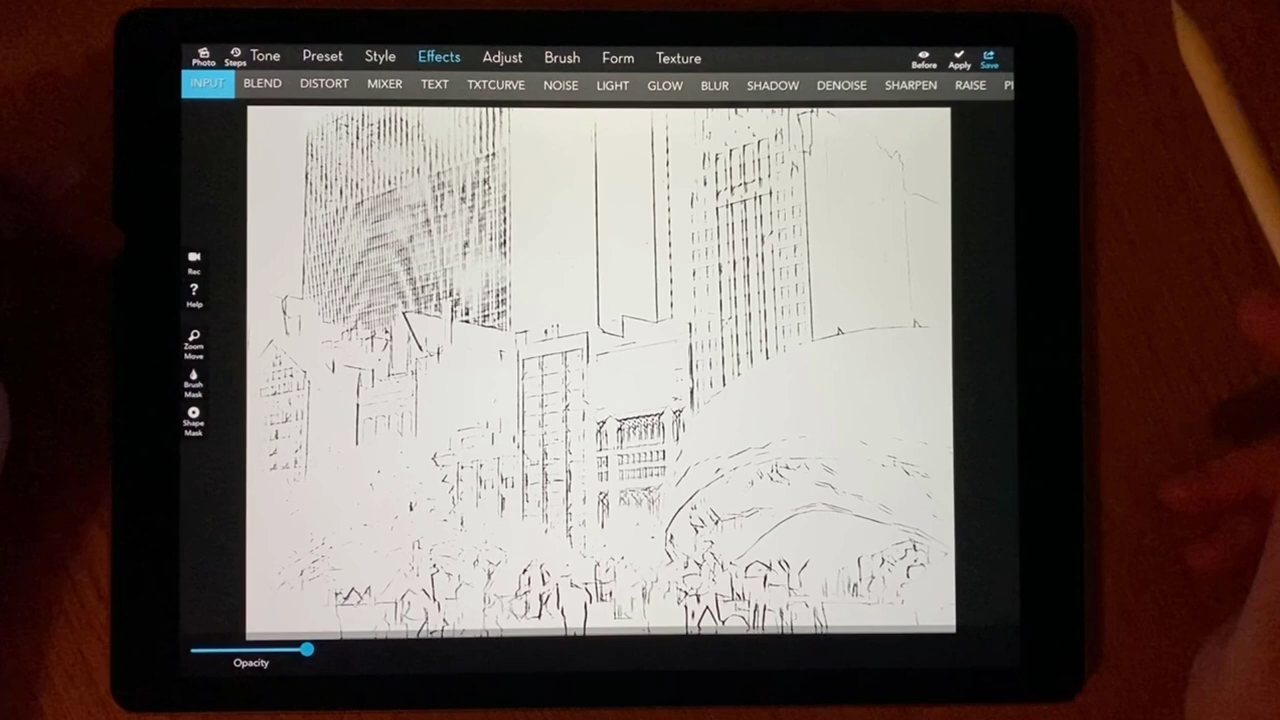 Photo Steps Tone Preset Style Effects Adjust Brush Form Texture Before Apply Save
INPUT BLEND DISTORT MIXER TEXT TXTCURVE NOISE LIGHT GLOW BLUR SHADOW DENOISE SHARPEN RAISE
Rec
Help
Zoom
Move
Brush
Mask
Shape
Mask
Opacity